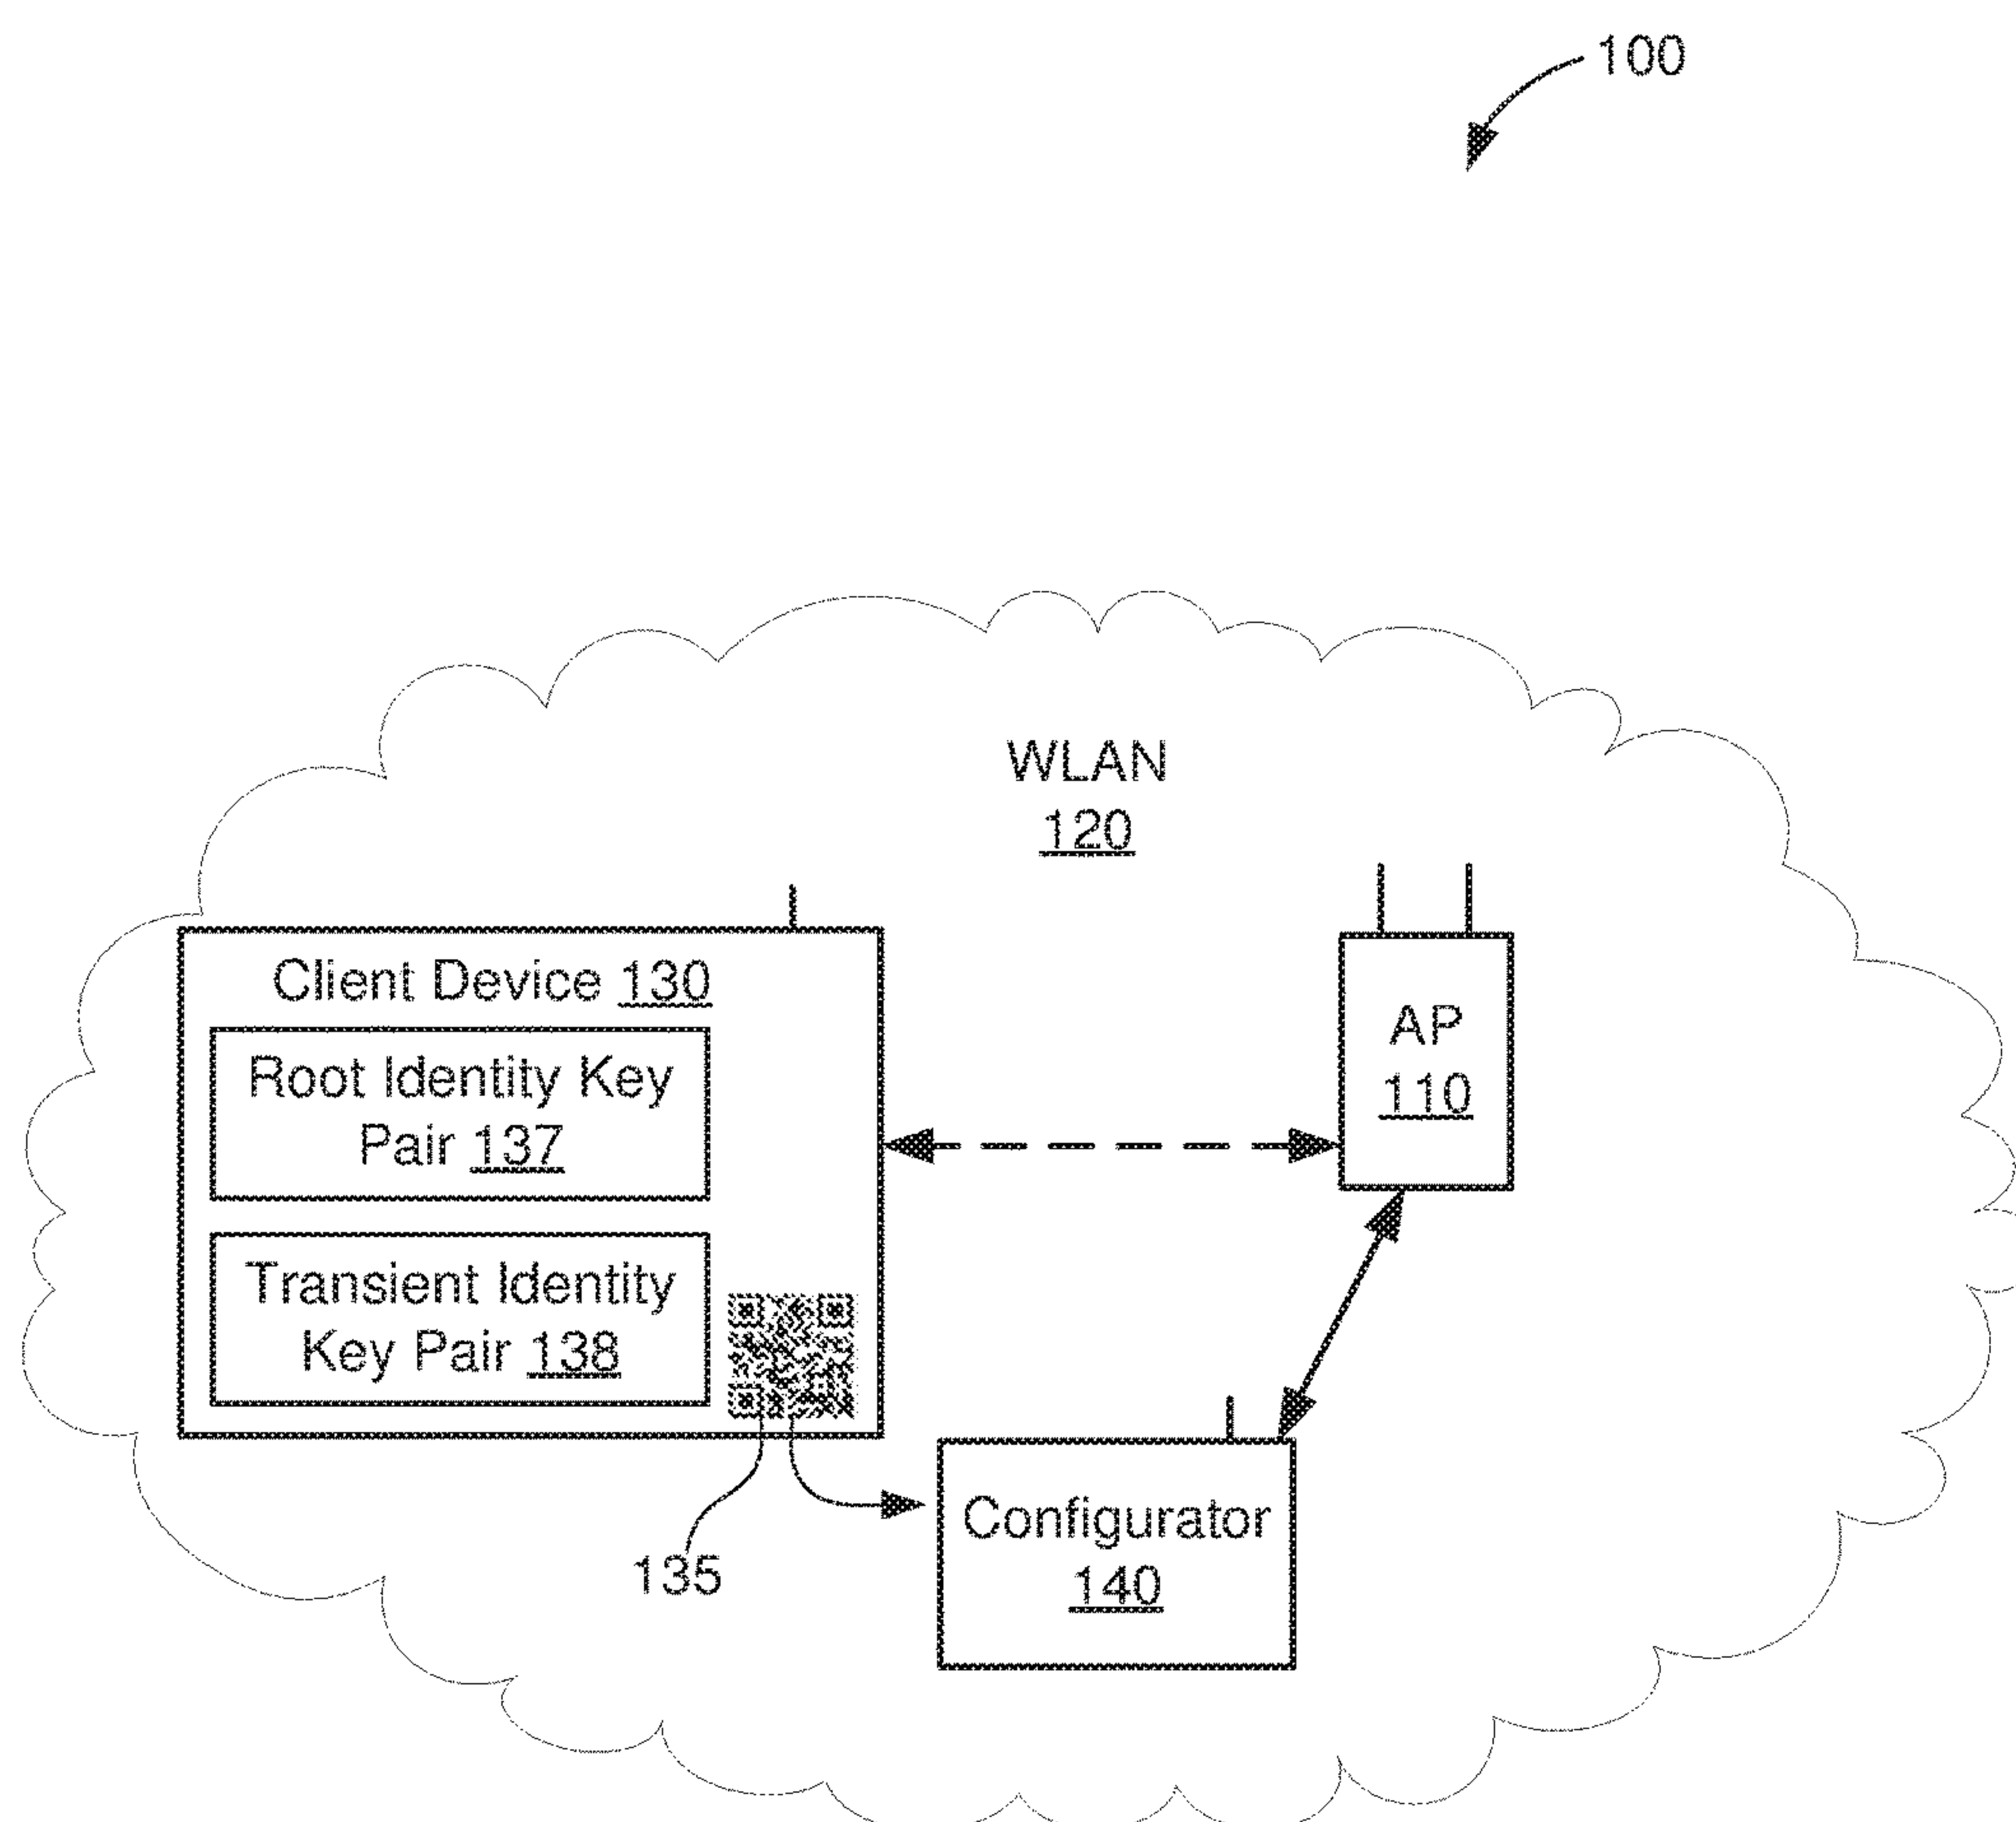 100
WLAN
120
Client Device 130
Root Identity Key
Pair 137
Transient Identity
Key Pair 138
AP
110
135
Configurator
140